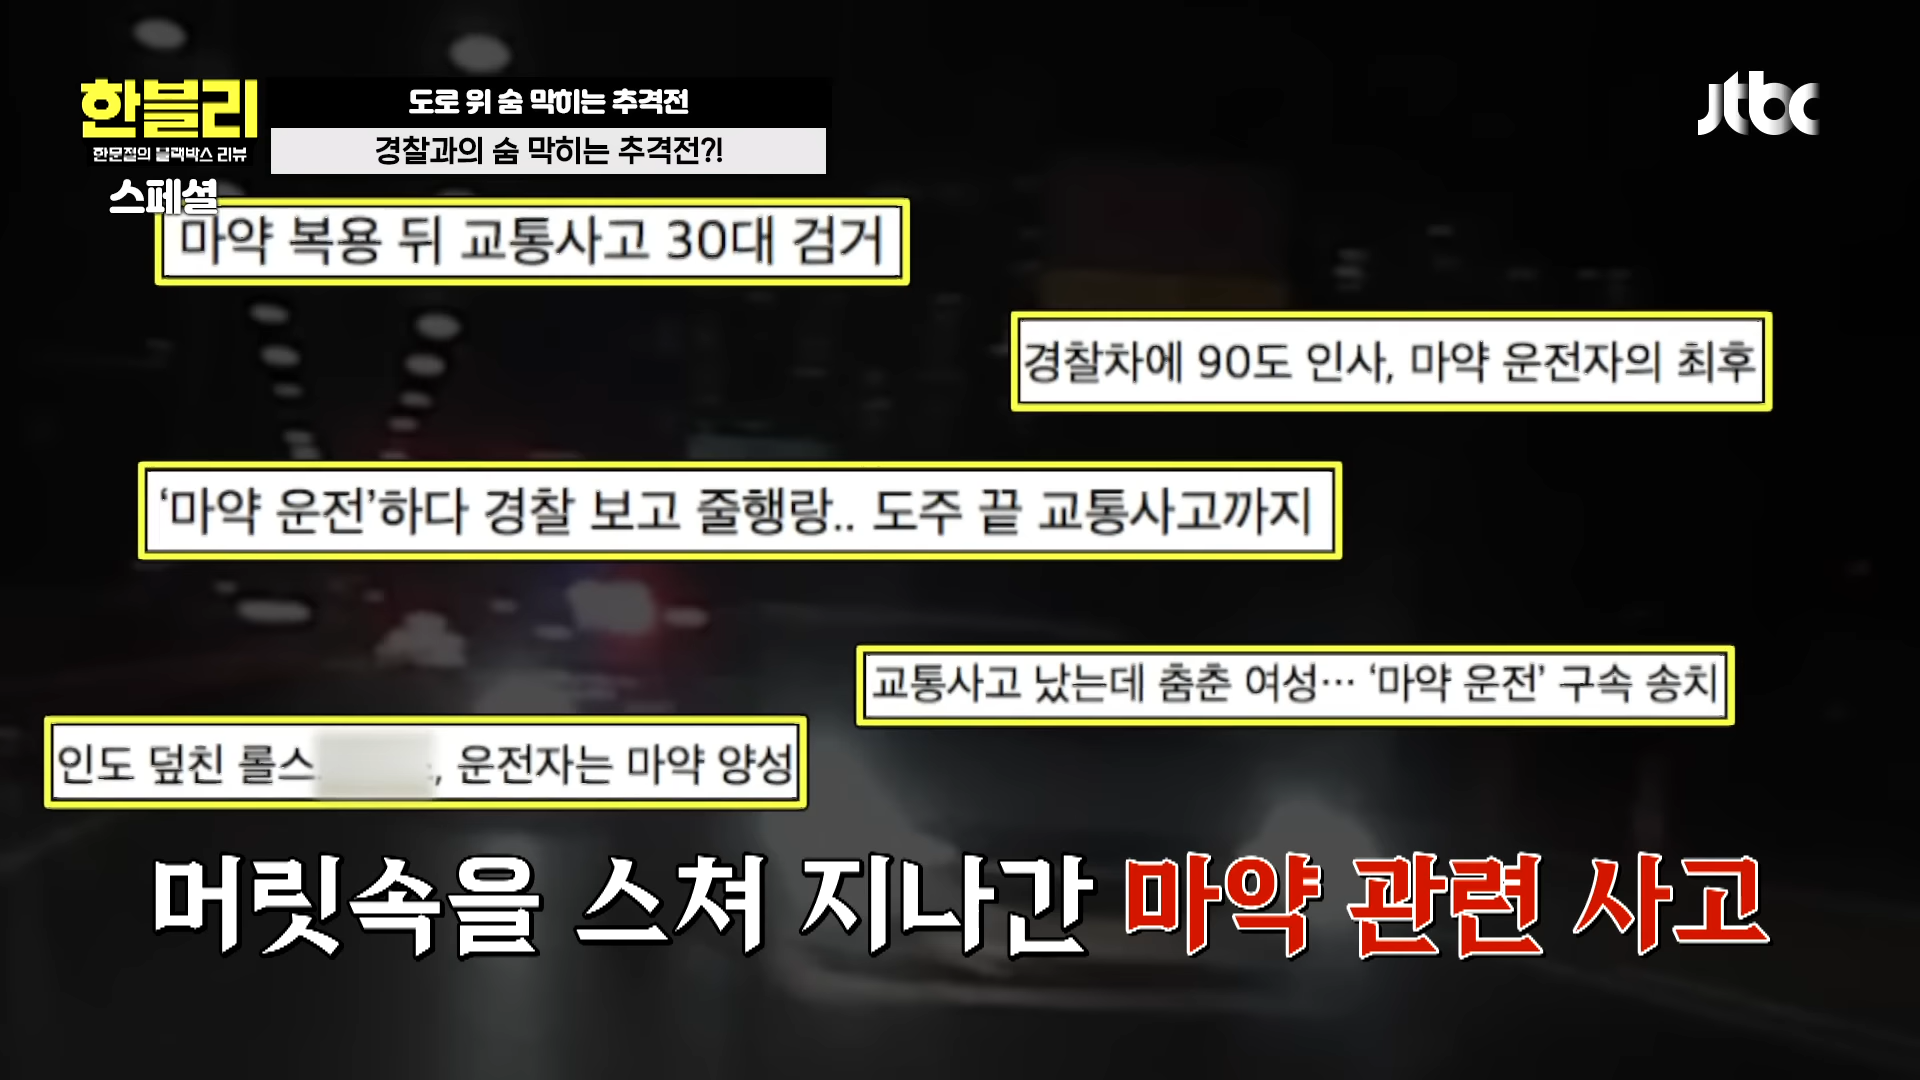 한블리
한문철의 블랙박스 리뷰
스페셜
도로 위 숨 막히는 추격전
경찰과의 숨 막히는 추격전?!
jtbc
마약 복용 뒤 교통사고 30대 검거
경찰차에 90도 인사, 마약 운전자의 최후
‘마약 운전’하다 경찰 보고 줄행랑.. 도주 끝 교통사고까지
교통사고 났는데 춤춘 여성… ‘마약 운전’ 구속 송치
인도 덮친 롤스 , 운전자는 마약 양성
머릿속을 스쳐 지나간 마약 관련 사고